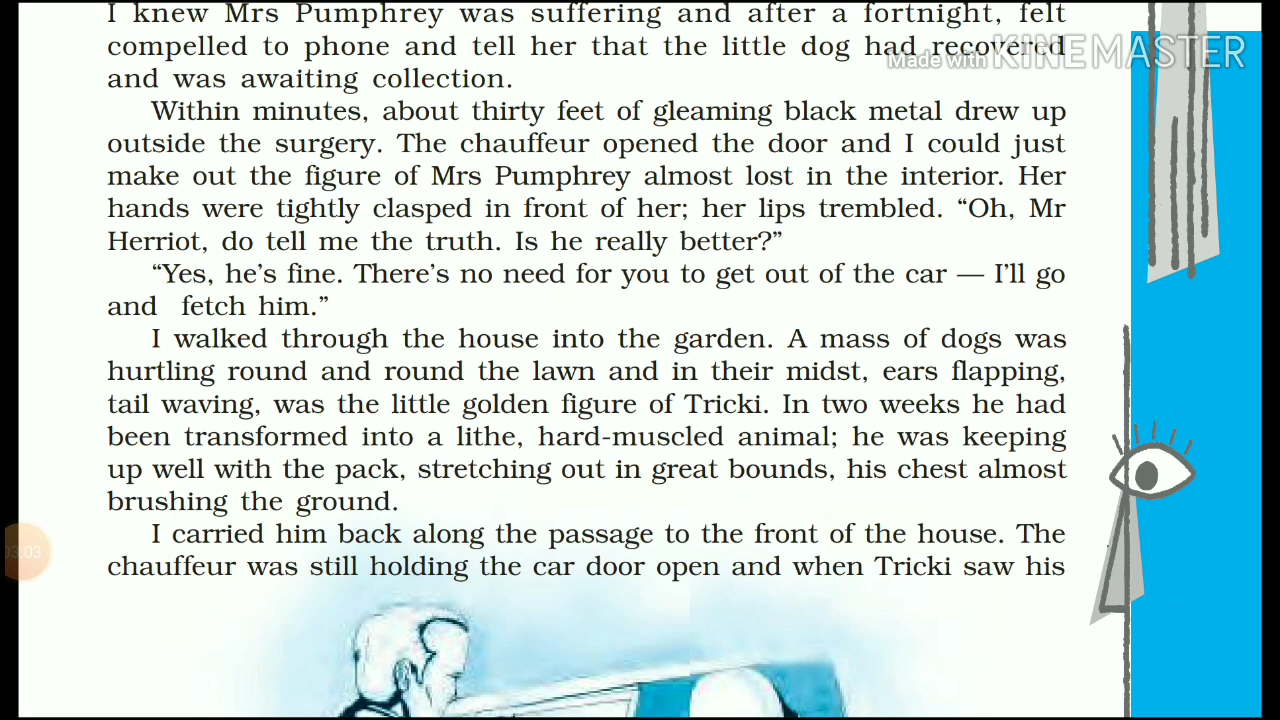 I knew Mrs Pumphrey was suffering and after a fortnight, felt
compelled to phone and tell her that the little dog had recovered
Made with KINEMASTER
and was awaiting collection.
Within minutes, about thirty feet of gleaming black metal drew up
outside the surgery. The chauffeur opened the door and I could just
make out the figure of Mrs Pumphrey almost lost in the interior. Her
hands were tightly clasped in front of her; her lips trembled. “Oh, Mr
Herriot, do tell me the truth. Is he really better?”
“Yes, he’s fine. There’s no need for you to get out of the car — I’ll go
and fetch him.”
I walked through the house into the garden. A mass of dogs was
hurtling round and round the lawn and in their midst, ears flapping,
tail waving, was the little golden figure of Tricki. In two weeks he had
been transformed into a lithe, hard-muscled animal; he was keeping
up well with the pack, stretching out in great bounds, his chest almost
brushing the ground.
I carried him back along the passage to the front of the house. The
03:03
chauffeur was still holding the car door open and when Tricki saw his